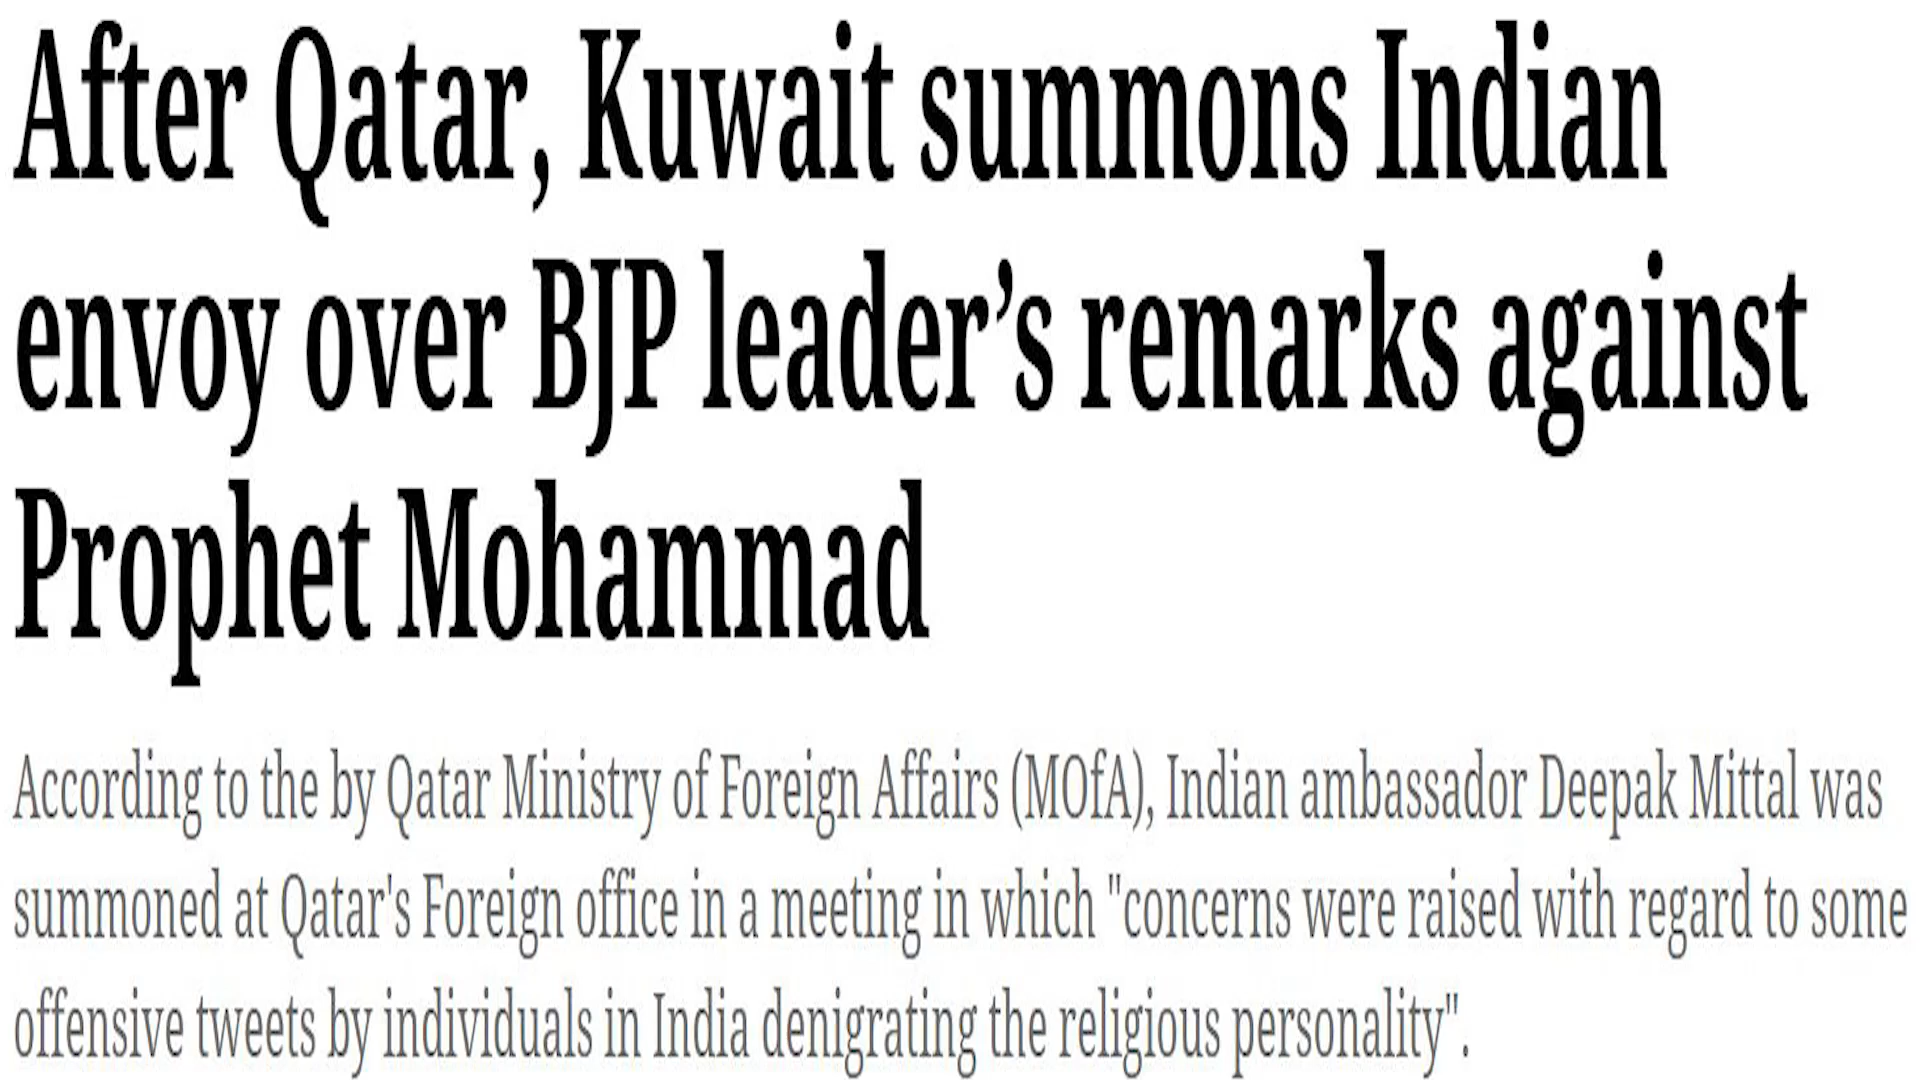 After Qatar, Kuwait summons Indian
envoy over BJP leader’s remarks against
Prophet Mohammad
According to the by Qatar Ministry of Foreign Affairs (MOfA), Indian ambassador Deepak Mittal was
summoned at Qatar's Foreign office in a meeting in which "concerns were raised with regard to some
offensive tweets by individuals in India denigrating the religious personality".